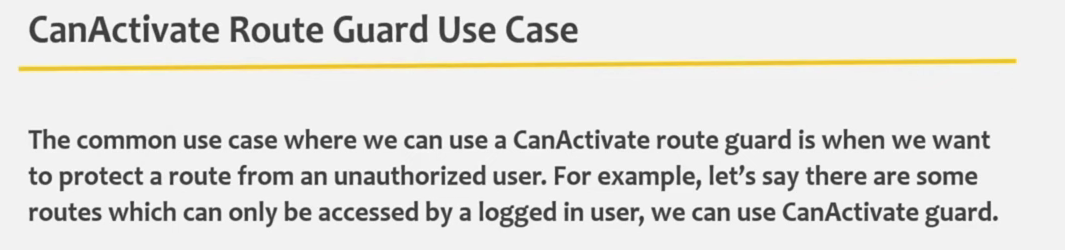 CanActivate Route Guard Use Case
The common use case where we can use a CanActivate route guard is when we want
to protect a route from an unauthorized user. For example, let’s say there are some
routes which can only be accessed by a logged in user, we can use CanActivate guard.